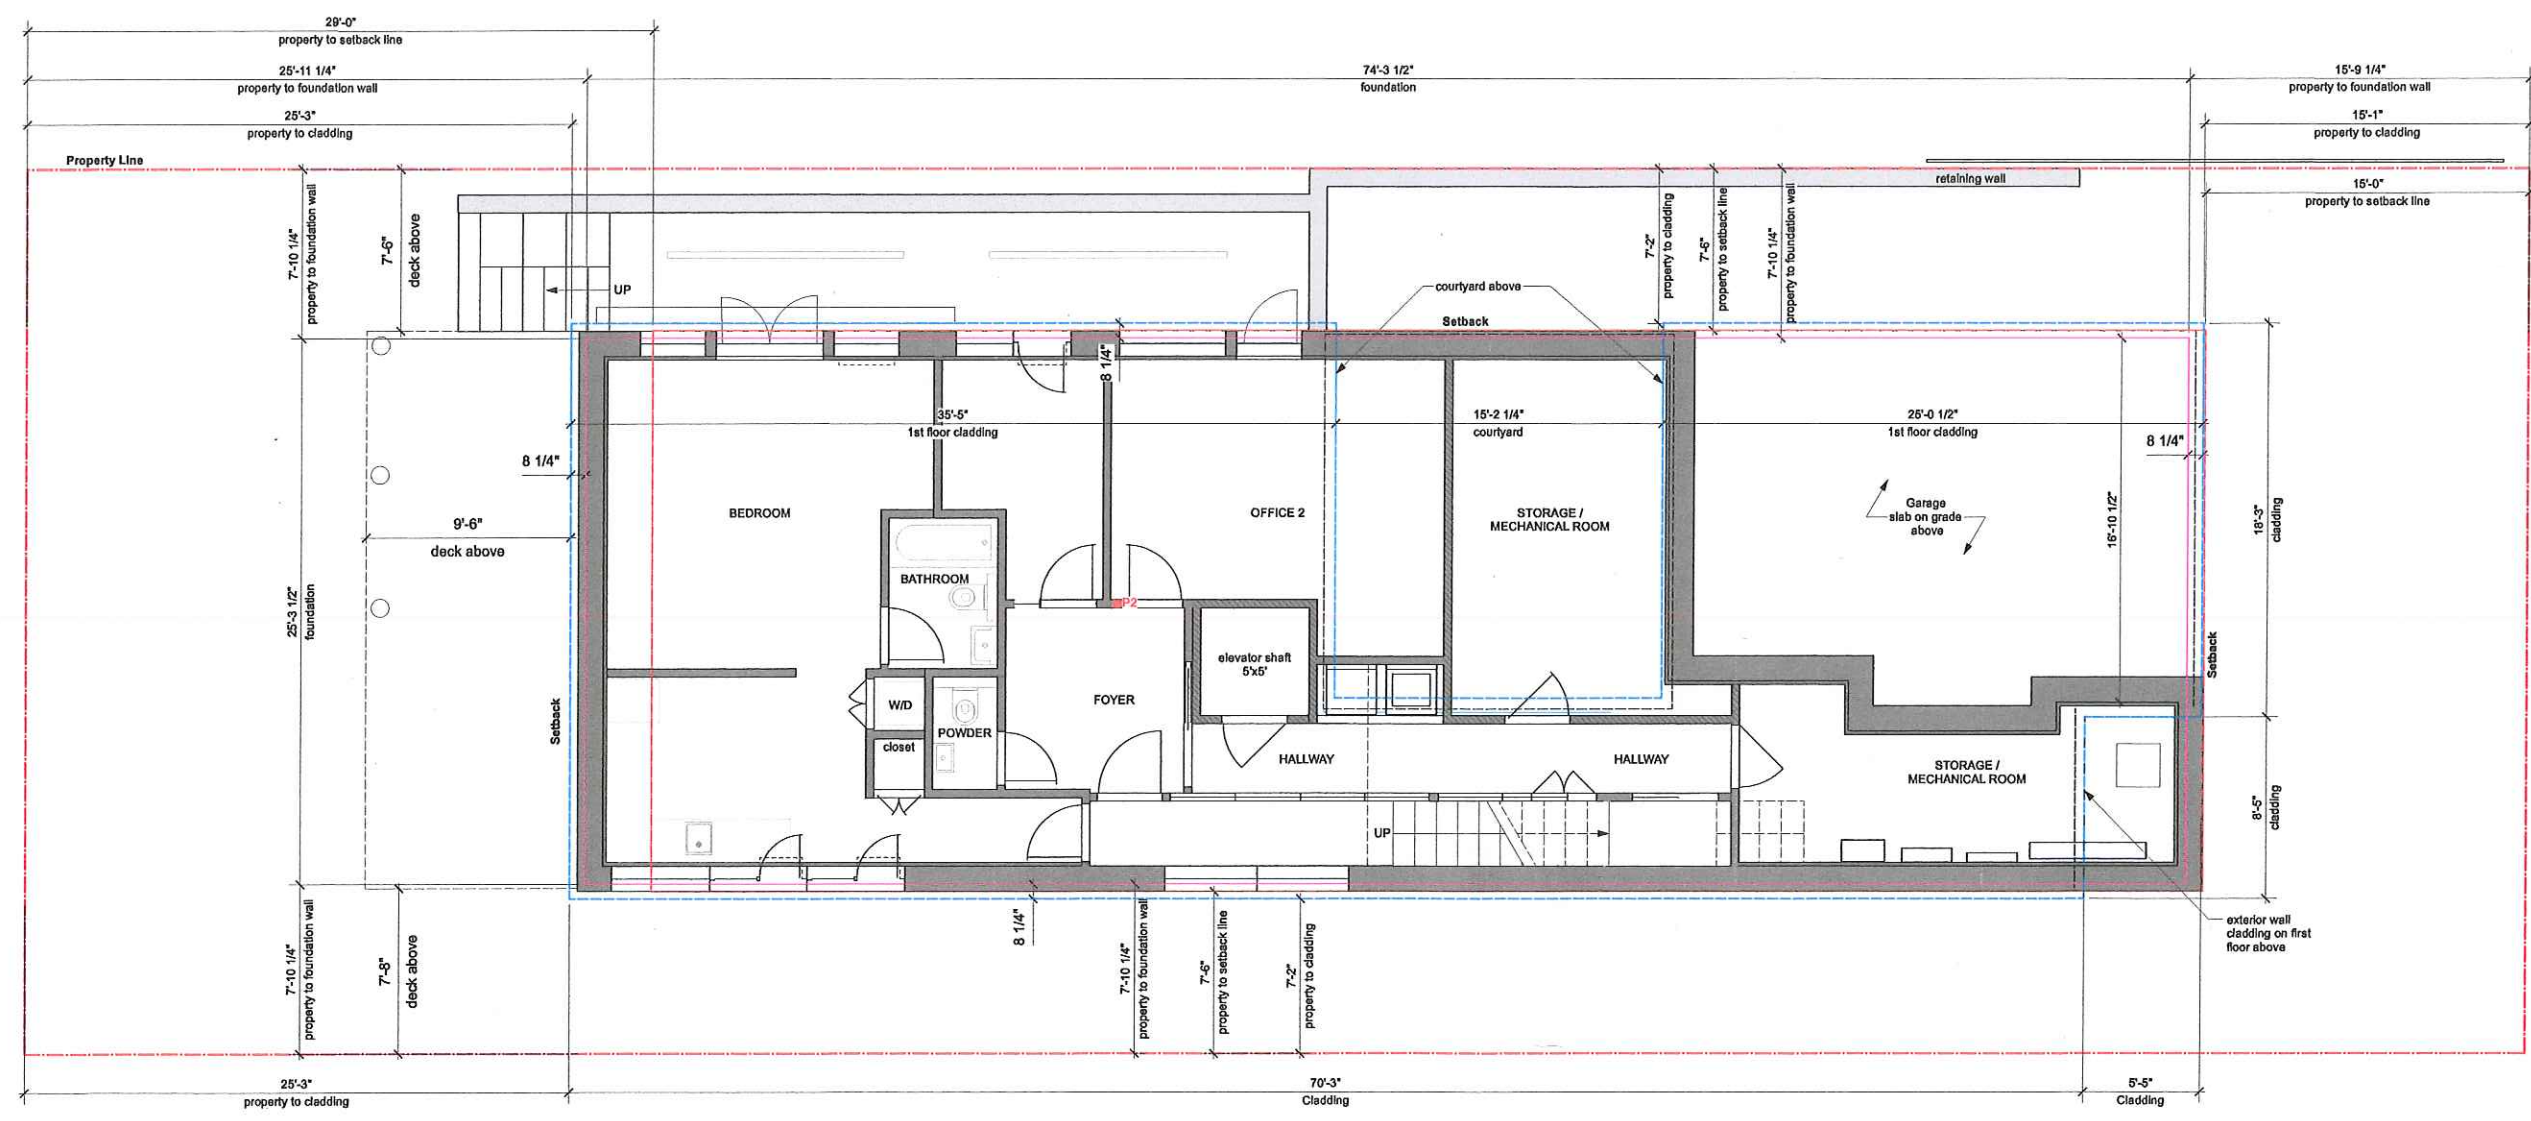 29'-0"
property to setback line
25'-11 1/4"
property to foundation wall
74'-3 1/2"
foundation
15'-9 1/4"
property to foundation wall
25'-3"
property to cladding
15'-1"
property to cladding
Property Line
retaining wall
15'-0"
property to setback line
7'-10 1/4"
property to foundation wall
7'-6"
deck above
7'-2"
property to cladding
7'-6"
property to setback line
7'-10 1/4"
property to foundation wall
UP
courtyard above
Setback
8 1/4"
35'-5"
1st floor cladding
15'-2 1/4"
courtyard
25'-0 1/2"
1st floor cladding
8 1/4"
8 1/4"
BEDROOM
OFFICE 2
STORAGE /
MECHANICAL ROOM
Garage
slab on grade
above
16'-10 1/2"
18'-3"
cladding
9'-6"
deck above
BATHROOM
25'-3 1/2"
foundation
P2
elevator shaft
5'x5'
Setback
W/D
FOYER
Setback
POWDER
closet
HALLWAY
HALLWAY
STORAGE /
MECHANICAL ROOM
8'-5"
cladding
UP
exterior wall
cladding on first
floor above
7'-10 1/4"
property to foundation wall
7'-8"
deck above
8 1/4"
7'-10 1/4"
property to foundation wall
7'-6"
property to setback line
7'-2"
property to cladding
25'-3"
property to cladding
70'-3"
Cladding
5'-5"
Cladding